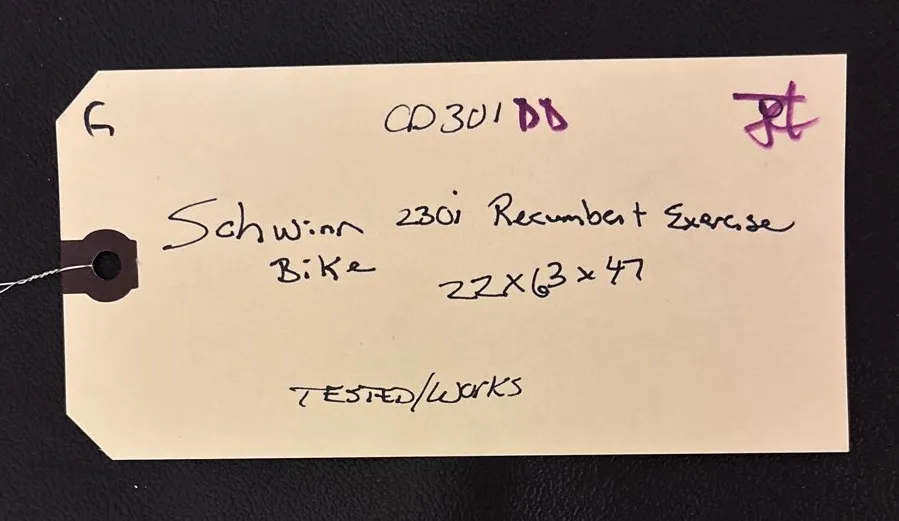 G CD301DD
Schwinn 230i Recumbent Exercise
Bike 22x63x47
TESTED/WORKS